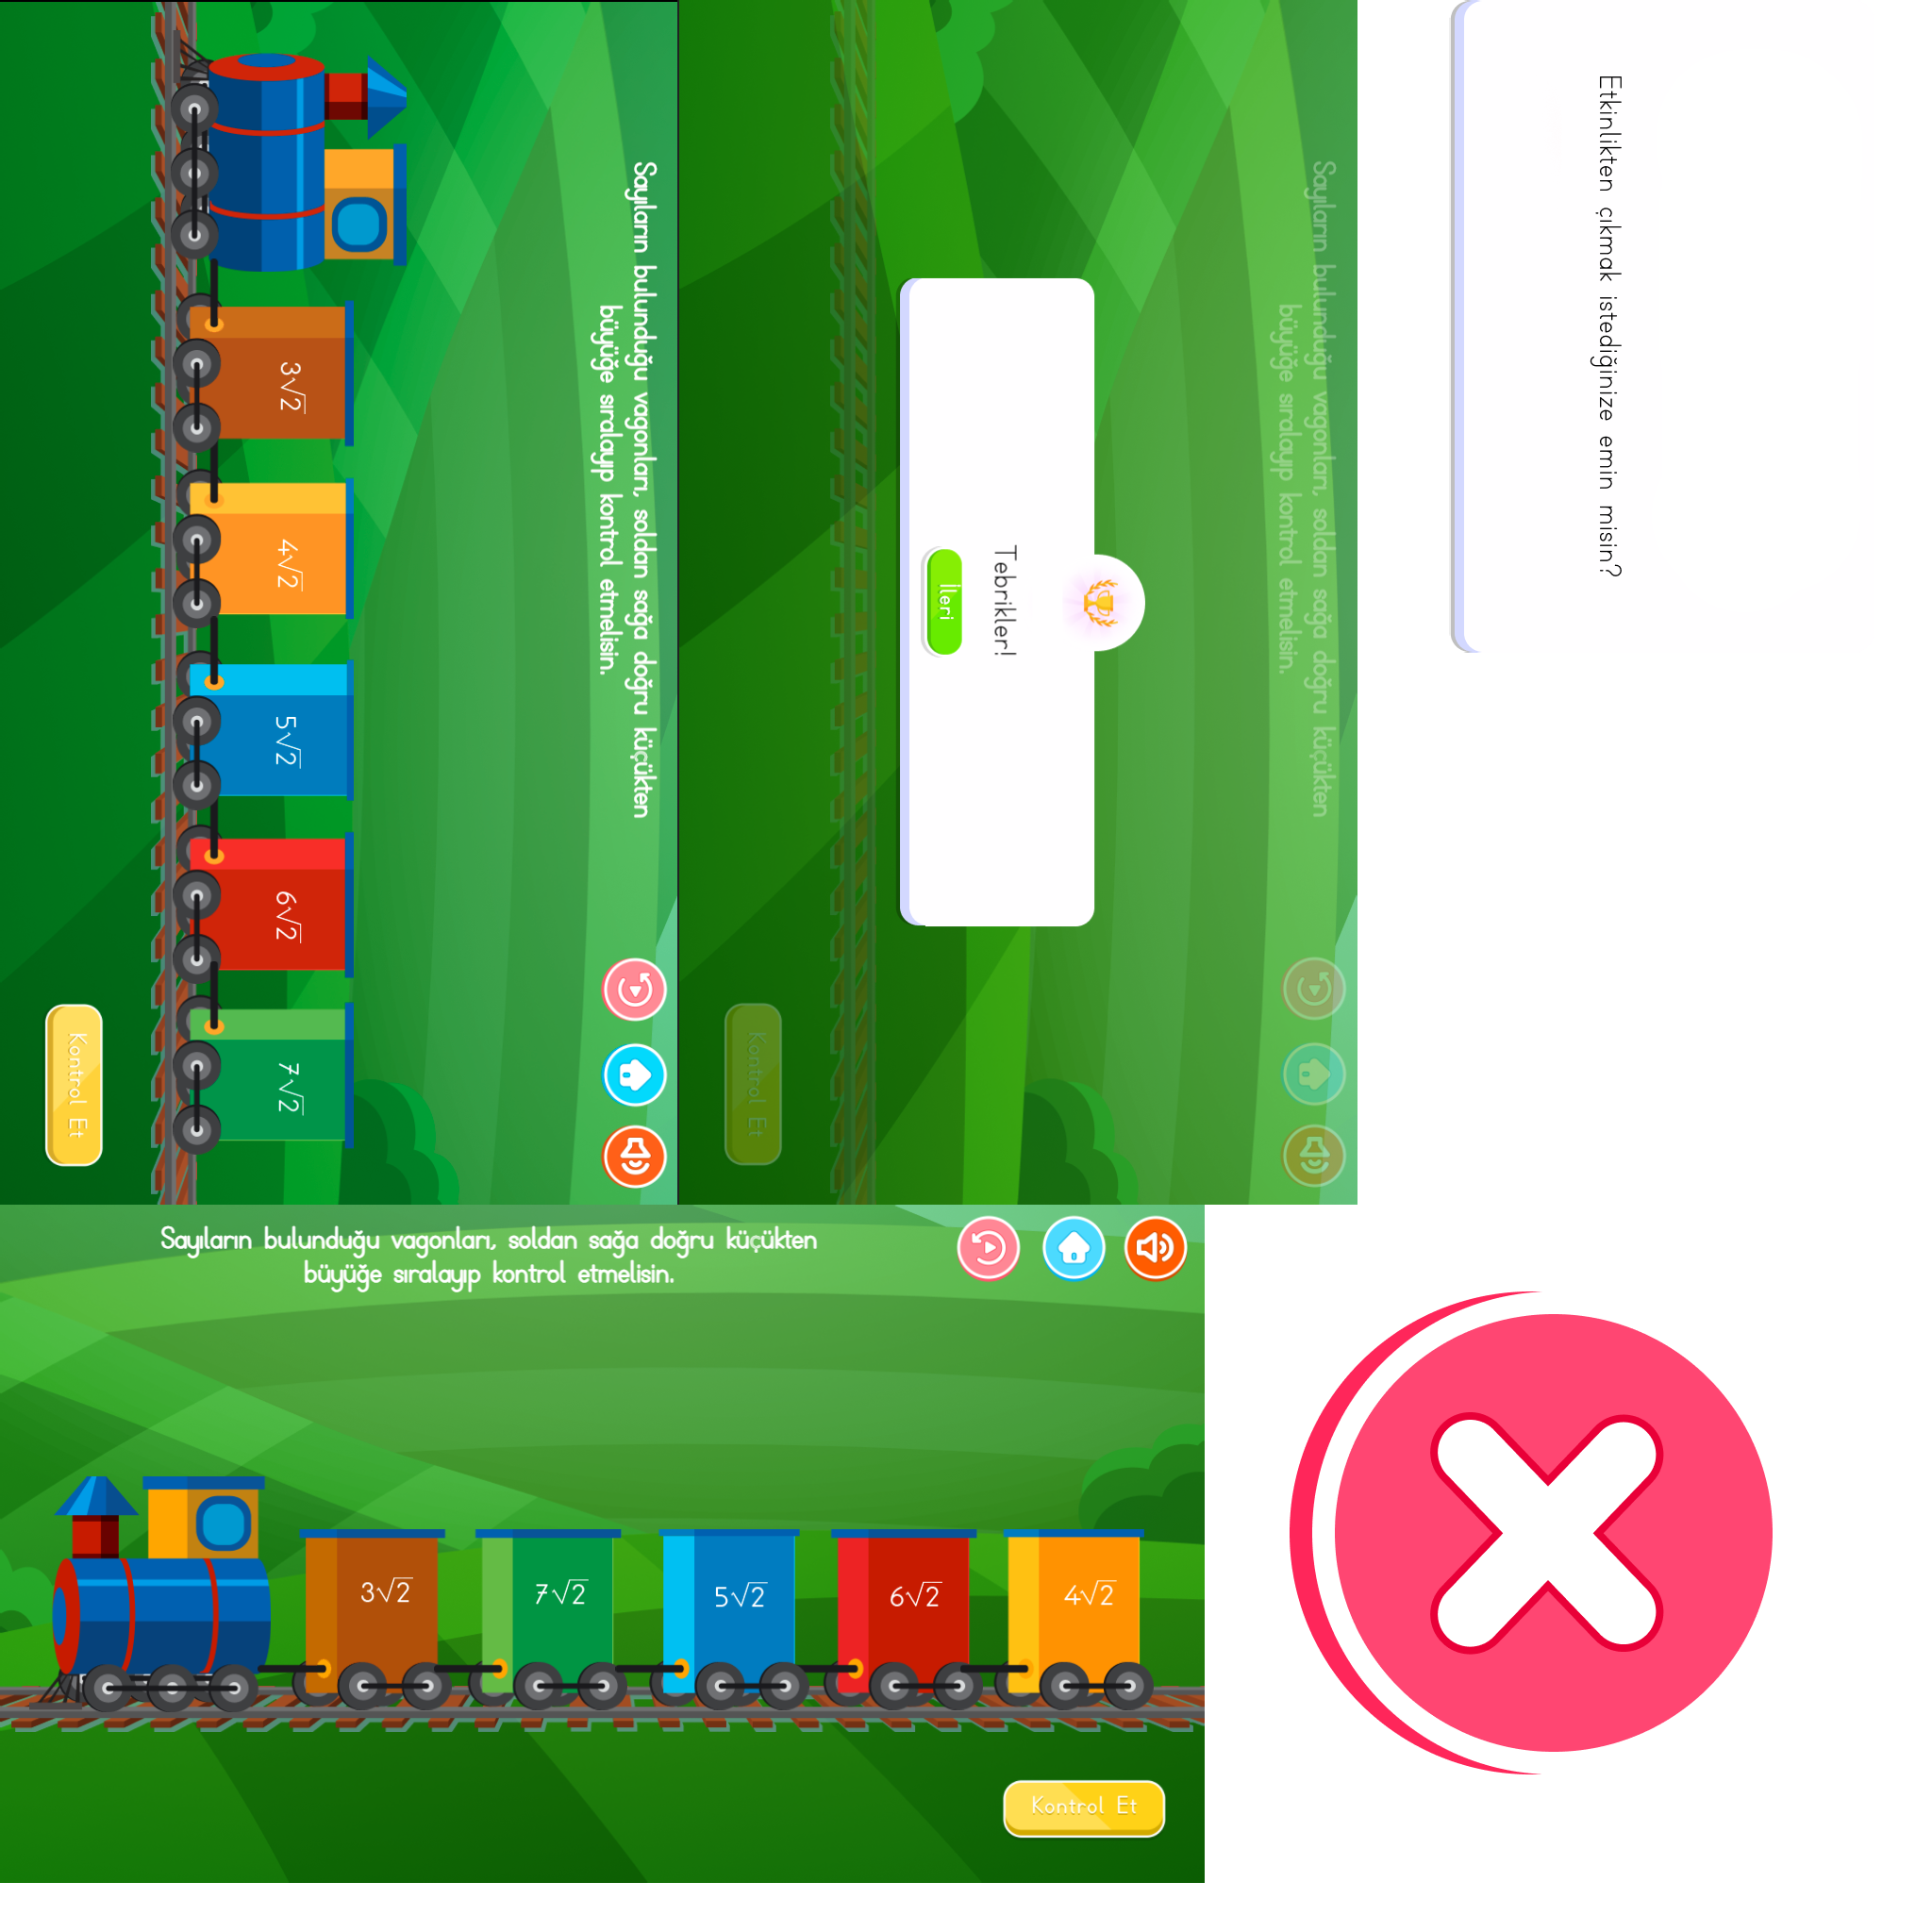 Sayıların bulunduğu vagonları, soldan sağa doğru küçükten
büyüğe sıralayıp kontrol etmelisin.
3√2
4√2
5√2
6√2
7√2
Kontrol Et
Sayıların bulunduğu vagonları, soldan sağa doğru küçükten
büyüğe sıralayıp kontrol etmelisin.
Tebrikler!
İleri
Kontrol Et
Etkinlikten çıkmak istediğinize emin misin?
Sayıların bulunduğu vagonları, soldan sağa doğru küçükten
büyüğe sıralayıp kontrol etmelisin.
3√2
7√2
5√2
6√2
4√2
Kontrol Et